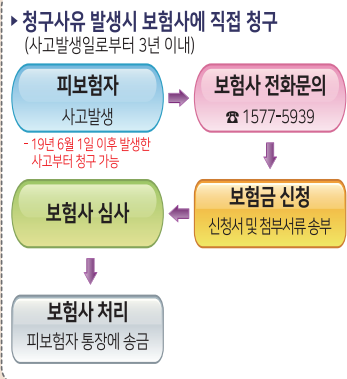 ▶ 청구사유 발생시 보험사에 직접 청구
(사고발생일로부터 3년 이내)
피보험자
사고발생
보험사 전화문의
☎ 1577-5939
- 19년 6월 1일 이후 발생한
사고부터 청구 가능
보험금 신청
신청서 및 첨부서류 송부
보험사 심사
보험사 처리
피보험자 통장에 송금